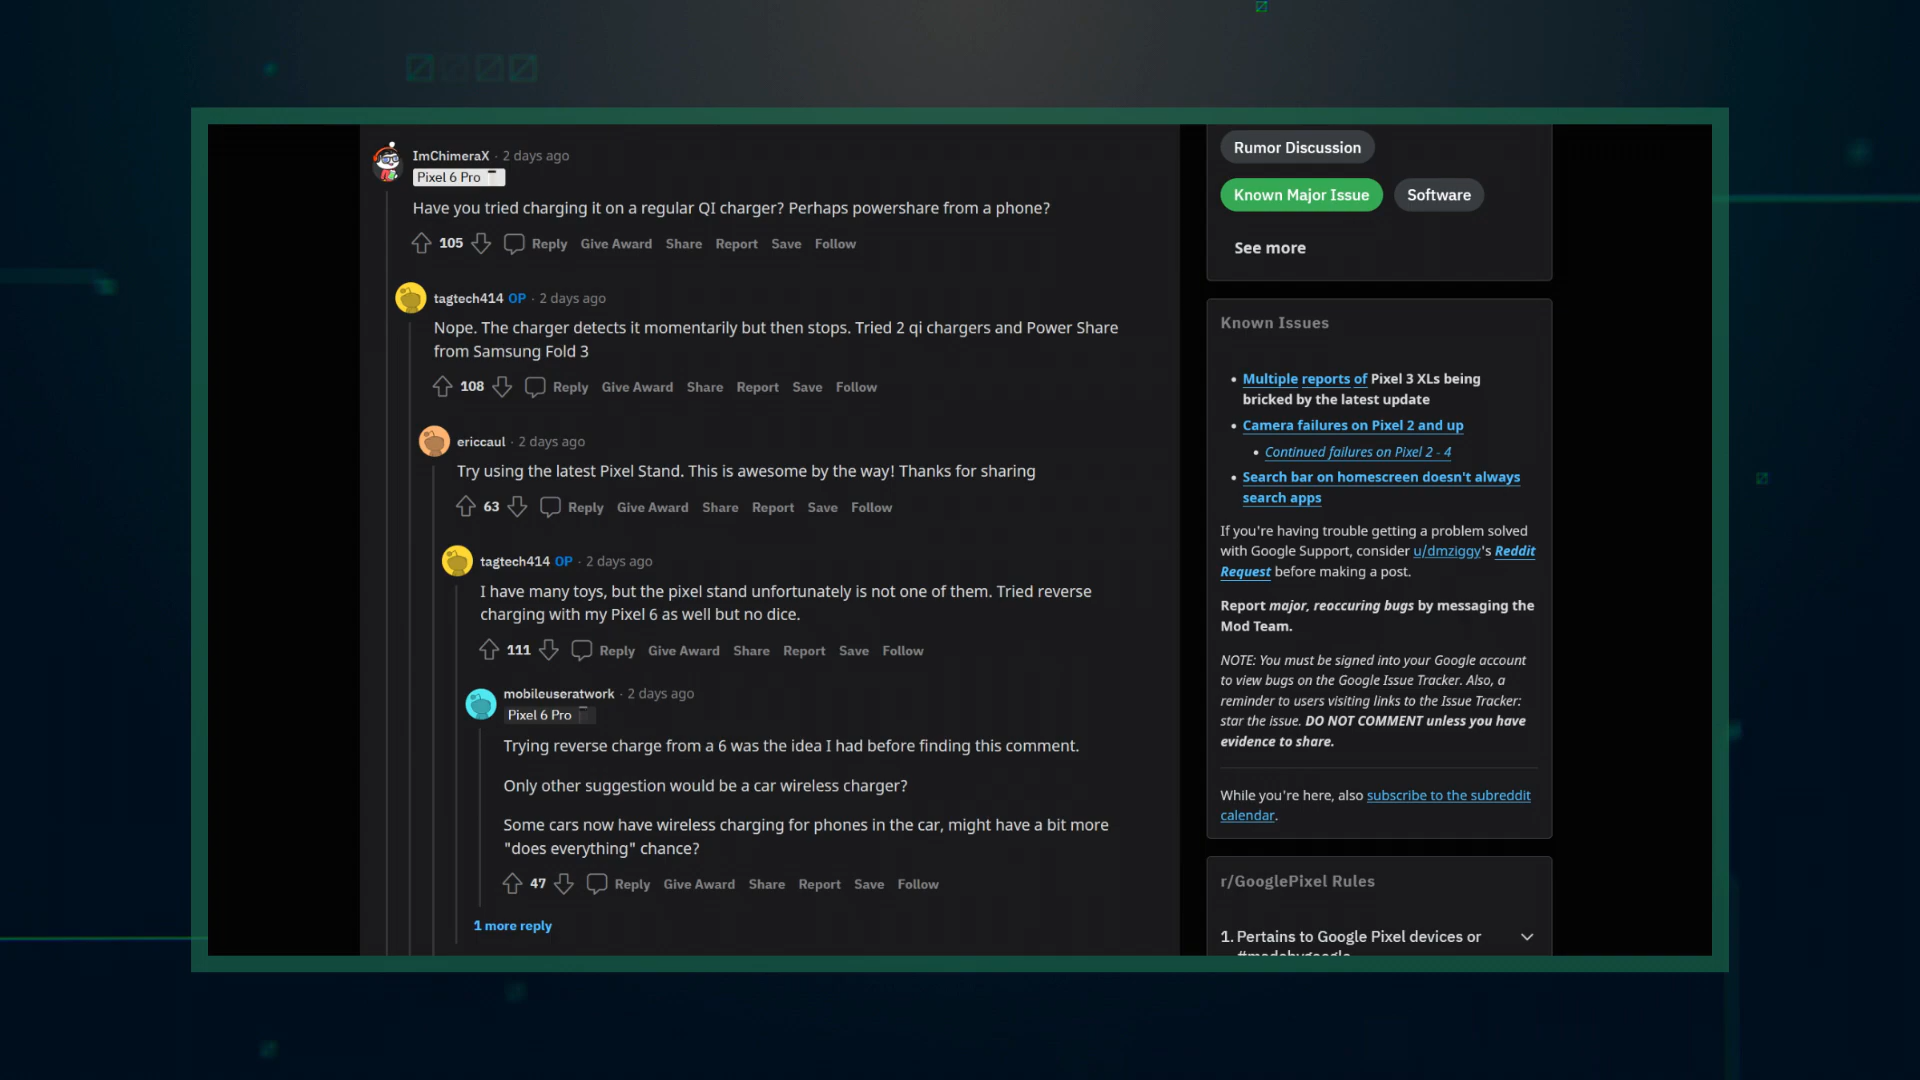 ImChimeraX · 2 days ago
Pixel 6 Pro
Have you tried charging it on a regular QI charger? Perhaps powershare from a phone?
105 Reply Give Award Share Report Save Follow
tagtech414 OP · 2 days ago
Nope. The charger detects it momentarily but then stops. Tried 2 qi chargers and Power Share
from Samsung Fold 3
108 Reply Give Award Share Report Save Follow
ericcaul · 2 days ago
Try using the latest Pixel Stand. This is awesome by the way! Thanks for sharing
63 Reply Give Award Share Report Save Follow
tagtech414 OP · 2 days ago
I have many toys, but the pixel stand unfortunately is not one of them. Tried reverse
charging with my Pixel 6 as well but no dice.
111 Reply Give Award Share Report Save Follow
mobileuseratwork · 2 days ago
Pixel 6 Pro
Trying reverse charge from a 6 was the idea I had before finding this comment.
Only other suggestion would be a car wireless charger?
Some cars now have wireless charging for phones in the car, might have a bit more
"does everything" chance?
47 Reply Give Award Share Report Save Follow
1 more reply
Rumor Discussion
Known Major Issue Software
See more
Known Issues
• Multiple reports of Pixel 3 XLs being
bricked by the latest update
• Camera failures on Pixel 2 and up
• Continued failures on Pixel 2 - 4
• Search bar on homescreen doesn't always
search apps
If you're having trouble getting a problem solved
with Google Support, consider u/dmziggy's Reddit
Request before making a post.
Report major, reoccuring bugs by messaging the
Mod Team.
NOTE: You must be signed into your Google account
to view bugs on the Google Issue Tracker. Also, a
reminder to users visiting links to the Issue Tracker:
star the issue. DO NOT COMMENT unless you have
evidence to share.
While you're here, also subscribe to the subreddit
calendar.
r/GooglePixel Rules
1. Pertains to Google Pixel devices or
#madebygoogle